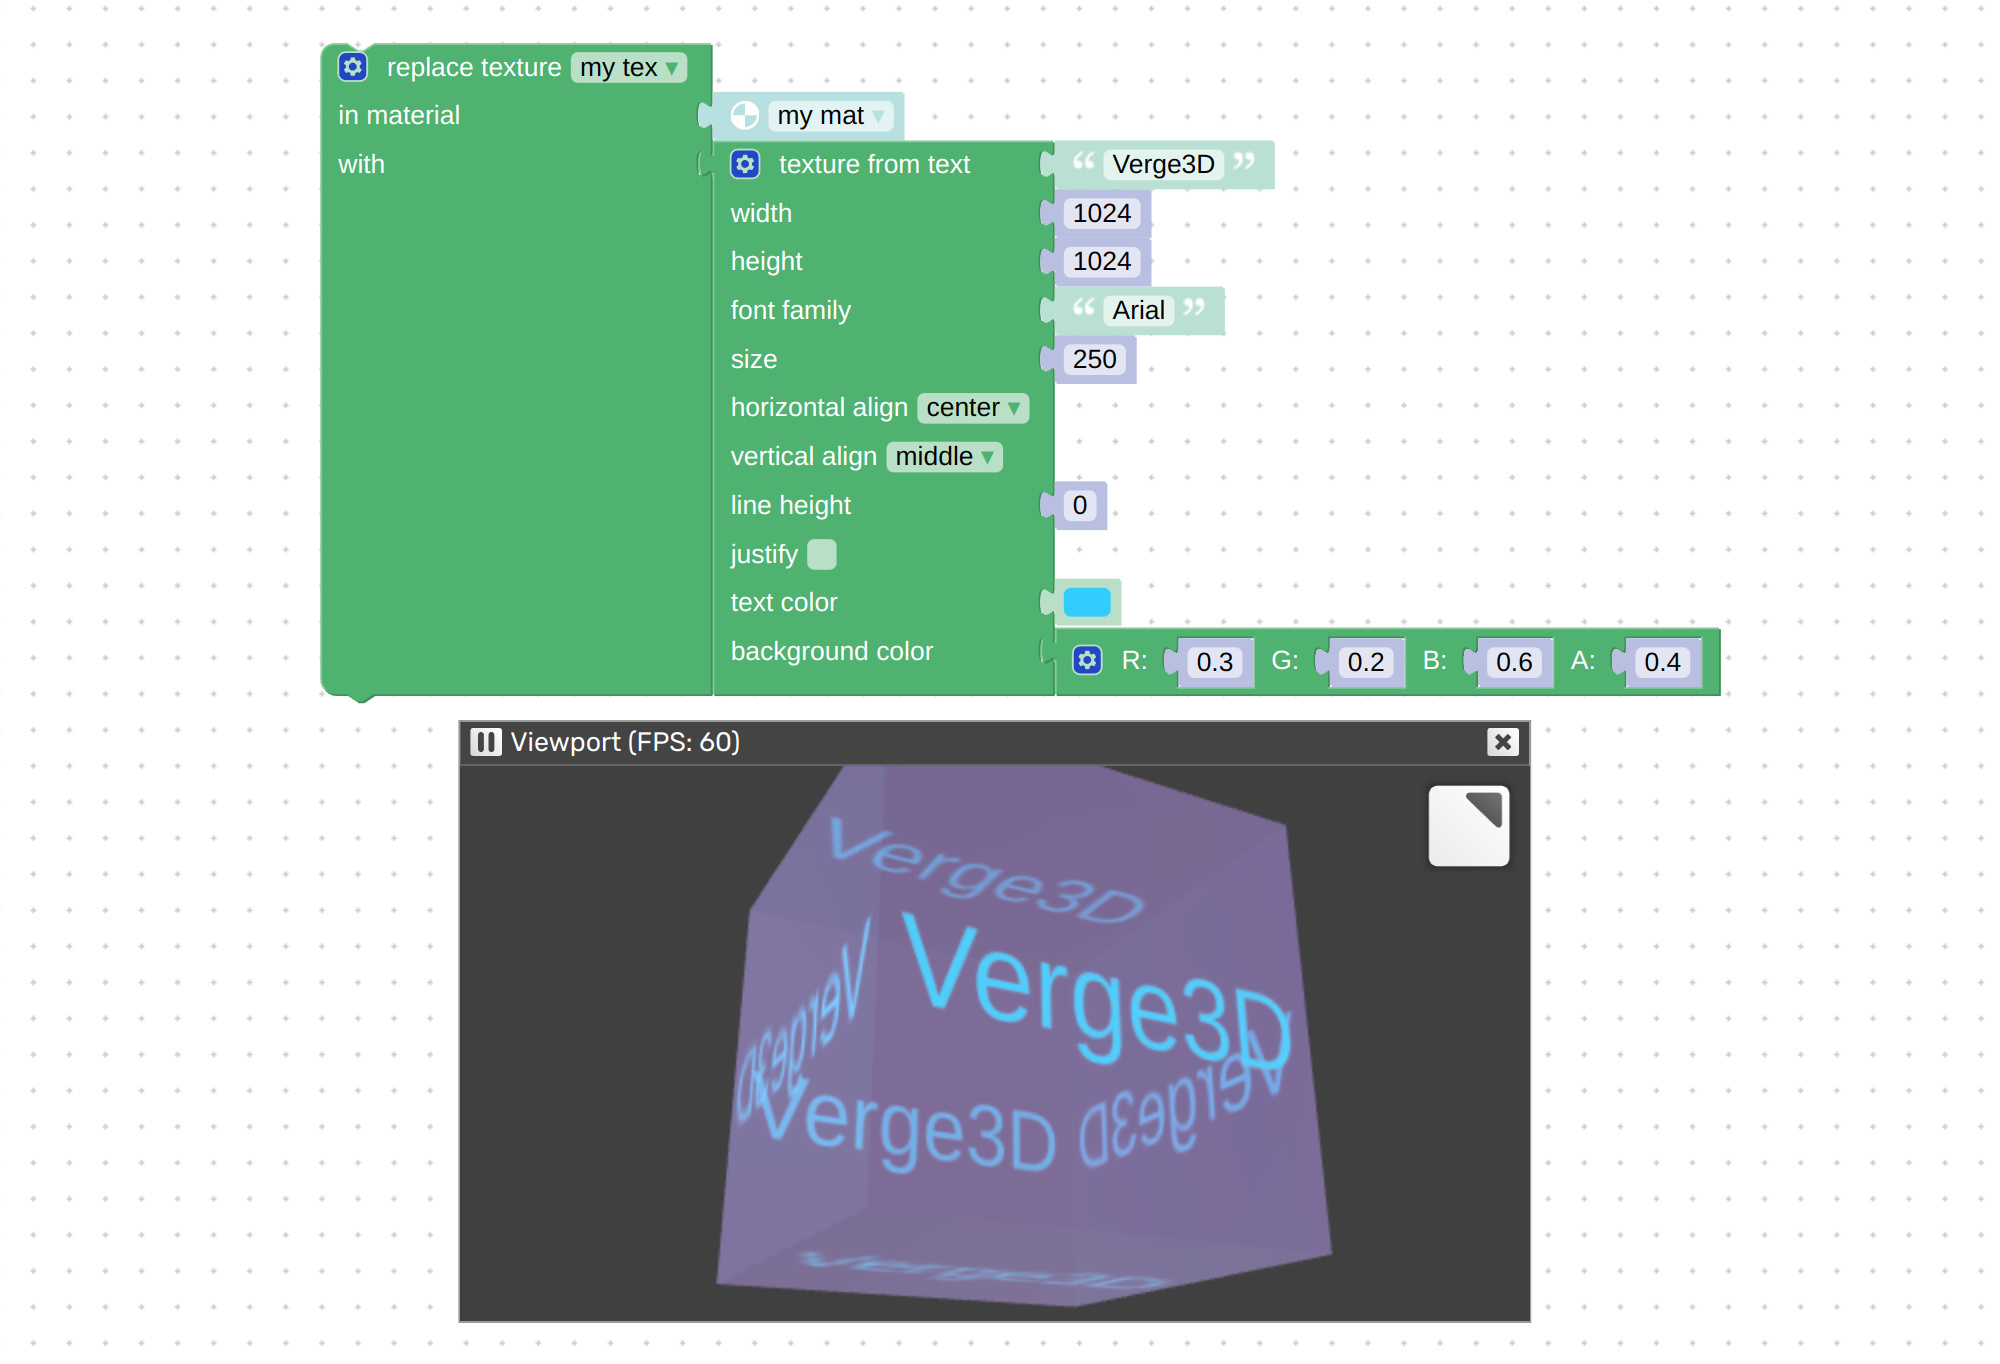 replace texture my tex
in material my mat
with texture from text “ Verge3D ”
width 1024
height 1024
font family “ Arial ”
size 250
horizontal align center
vertical align middle
line height 0
justify
text color
background color R: 0.3 G: 0.2 B: 0.6 A: 0.4
Viewport (FPS: 60)
Verge3D
Verge3D
Verge3D
Verge3D
Verge3D
Verge3D